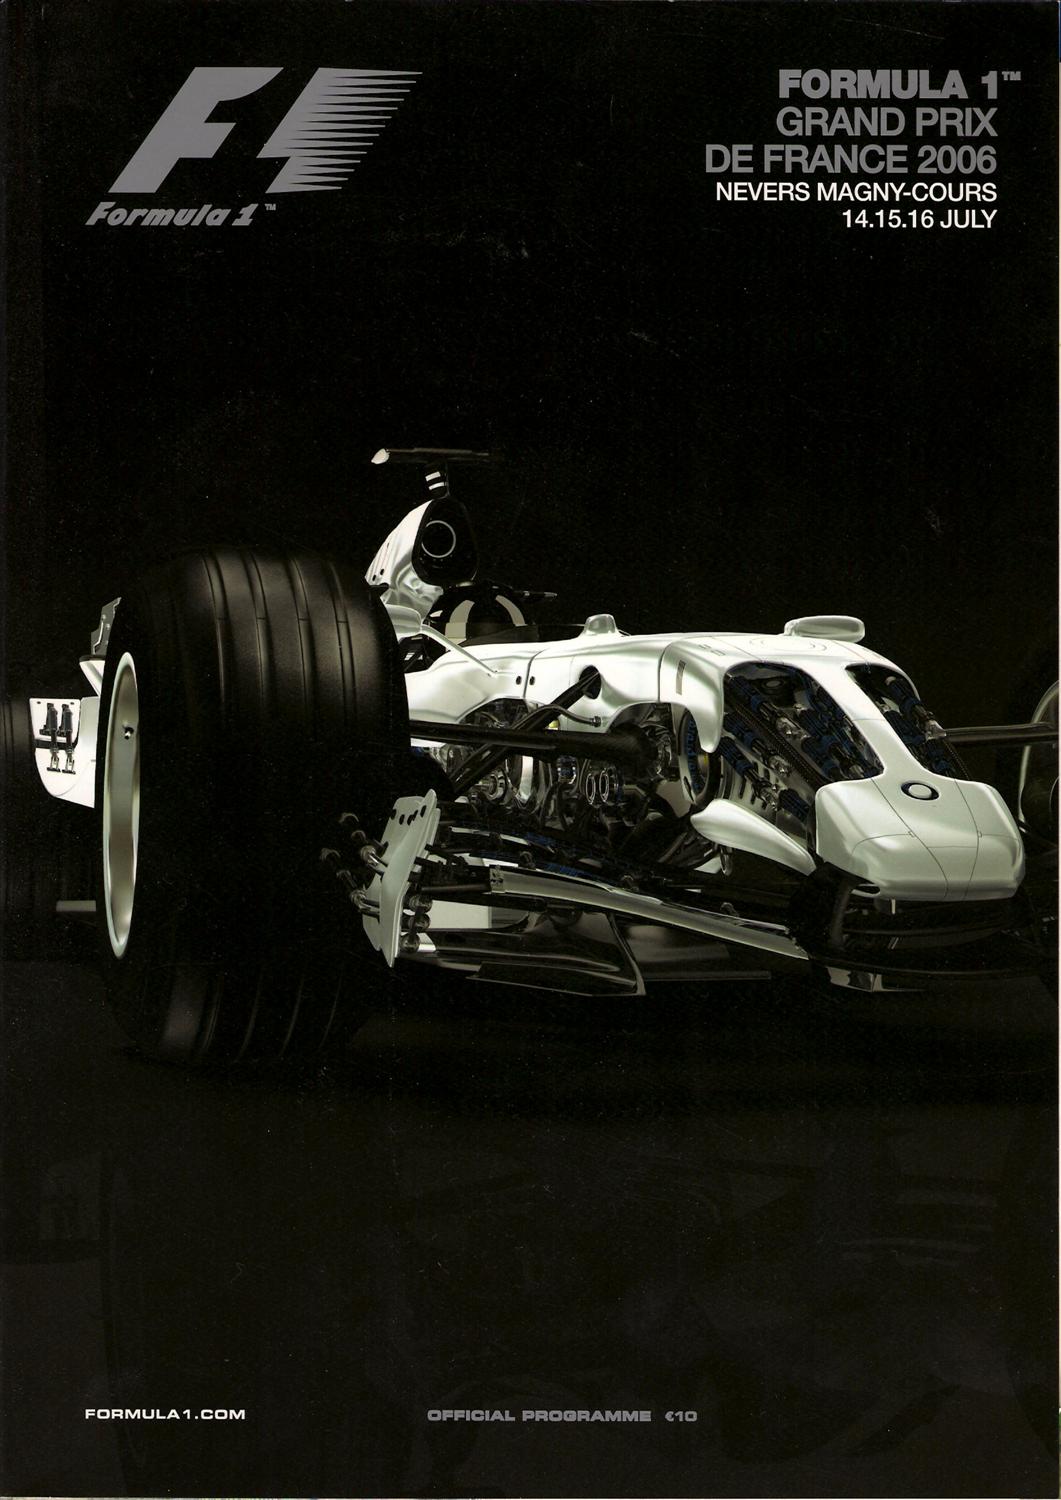 F1
Formula 1™
FORMULA 1™
GRAND PRIX
DE FRANCE 2006
NEVERS MAGNY-COURS
14.15.16 JULY
FORMULA1.COM
OFFICIAL PROGRAMME €10